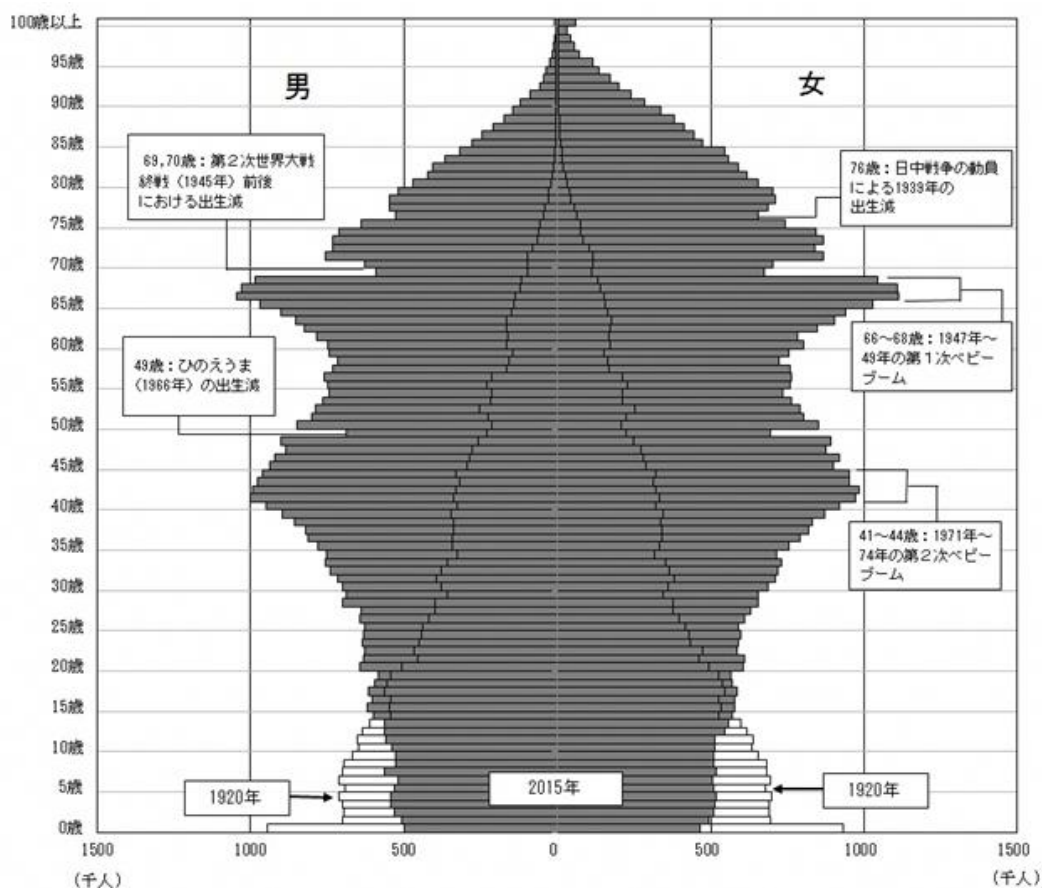 100歳以上
95歳
90歳
85歳
80歳
75歳
70歳
65歳
60歳
55歳
50歳
45歳
40歳
35歳
30歳
25歳
20歳
15歳
10歳
5歳
0歳
男
女
69,70歳：第２次世界大戦
終戦（1945年）前後
における出生減
76歳：日中戦争の動員
による1939年の
出生減
66～68歳：1947年～
49年の第１次ベビー
ブーム
49歳：ひのえうま
（1966年）の出生減
41～44歳：1971年～
74年の第２次ベビー
ブーム
1920年
2015年
1920年
1500
1000
500
0
500
1000
1500
（千人）
（千人）